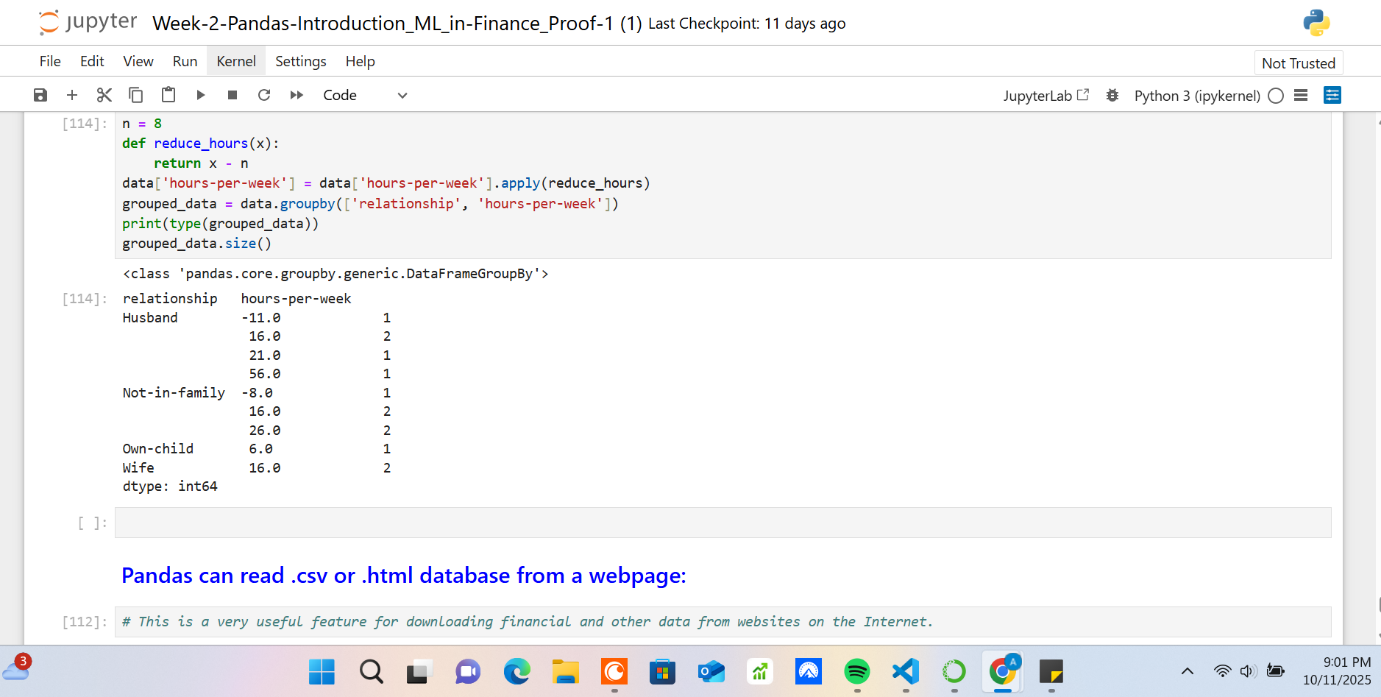 jupyter Week-2-Pandas-Introduction_ML_in-Finance_Proof-1 (1) Last Checkpoint: 11 days ago
File Edit View Run Kernel Settings Help
Not Trusted
Code
JupyterLab
Python 3 (ipykernel)
[114]: n = 8
def reduce_hours(x):
    return x - n
data['hours-per-week'] = data['hours-per-week'].apply(reduce_hours)
grouped_data = data.groupby(['relationship', 'hours-per-week'])
print(type(grouped_data))
grouped_data.size()
<class 'pandas.core.groupby.generic.DataFrameGroupBy'>
[114]: relationship   hours-per-week
Husband        -11.0             1
                16.0             2
                21.0             1
                56.0             1
Not-in-family  -8.0              1
                16.0             2
                26.0             2
Own-child       6.0              1
Wife            16.0             2
dtype: int64
[ ]:
Pandas can read .csv or .html database from a webpage:
[112]: # This is a very useful feature for downloading financial and other data from websites on the Internet.
3
A
9:01 PM
10/11/2025